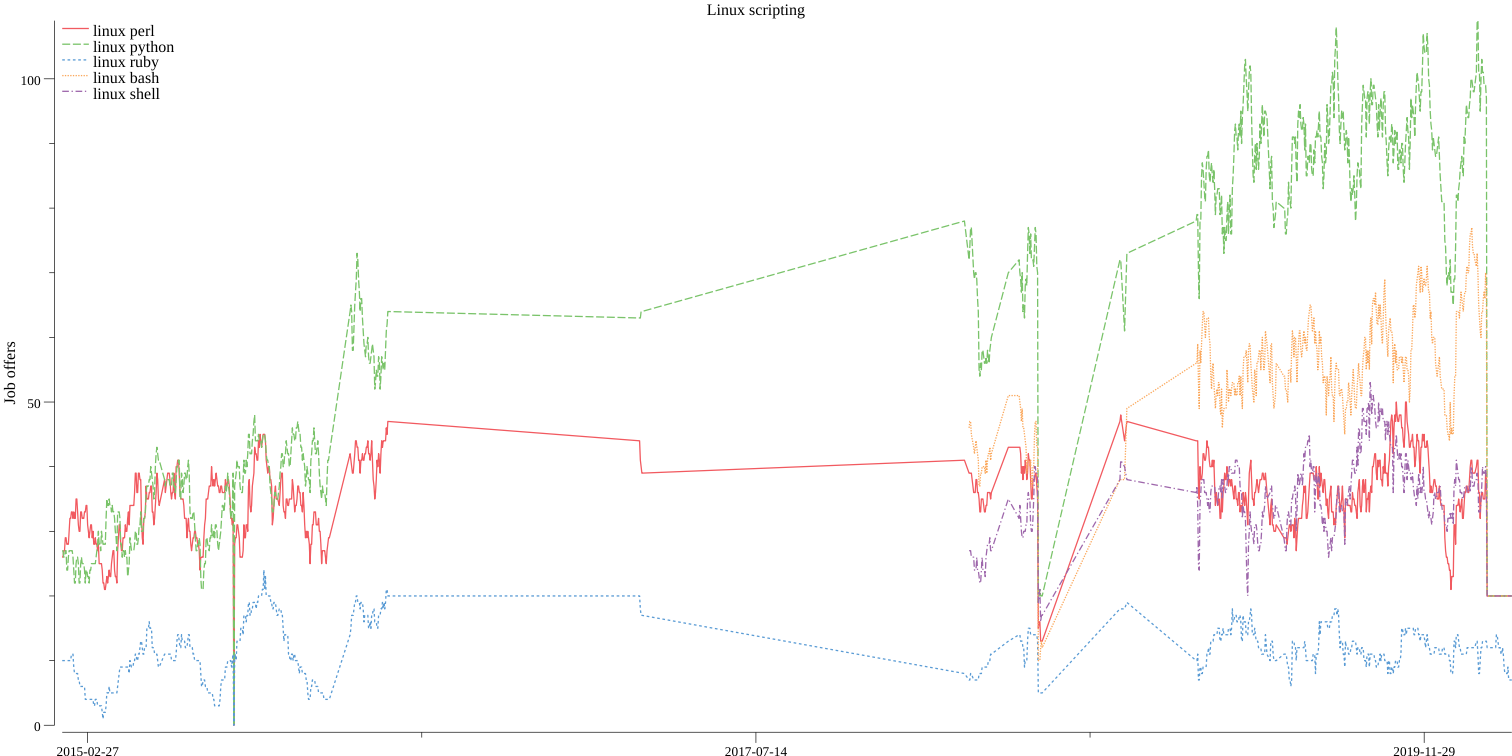 Linux scripting
linux perl
linux python
linux ruby
linux bash
linux shell
Job offers
100
50
0
2015-02-27
2017-07-14
2019-11-29